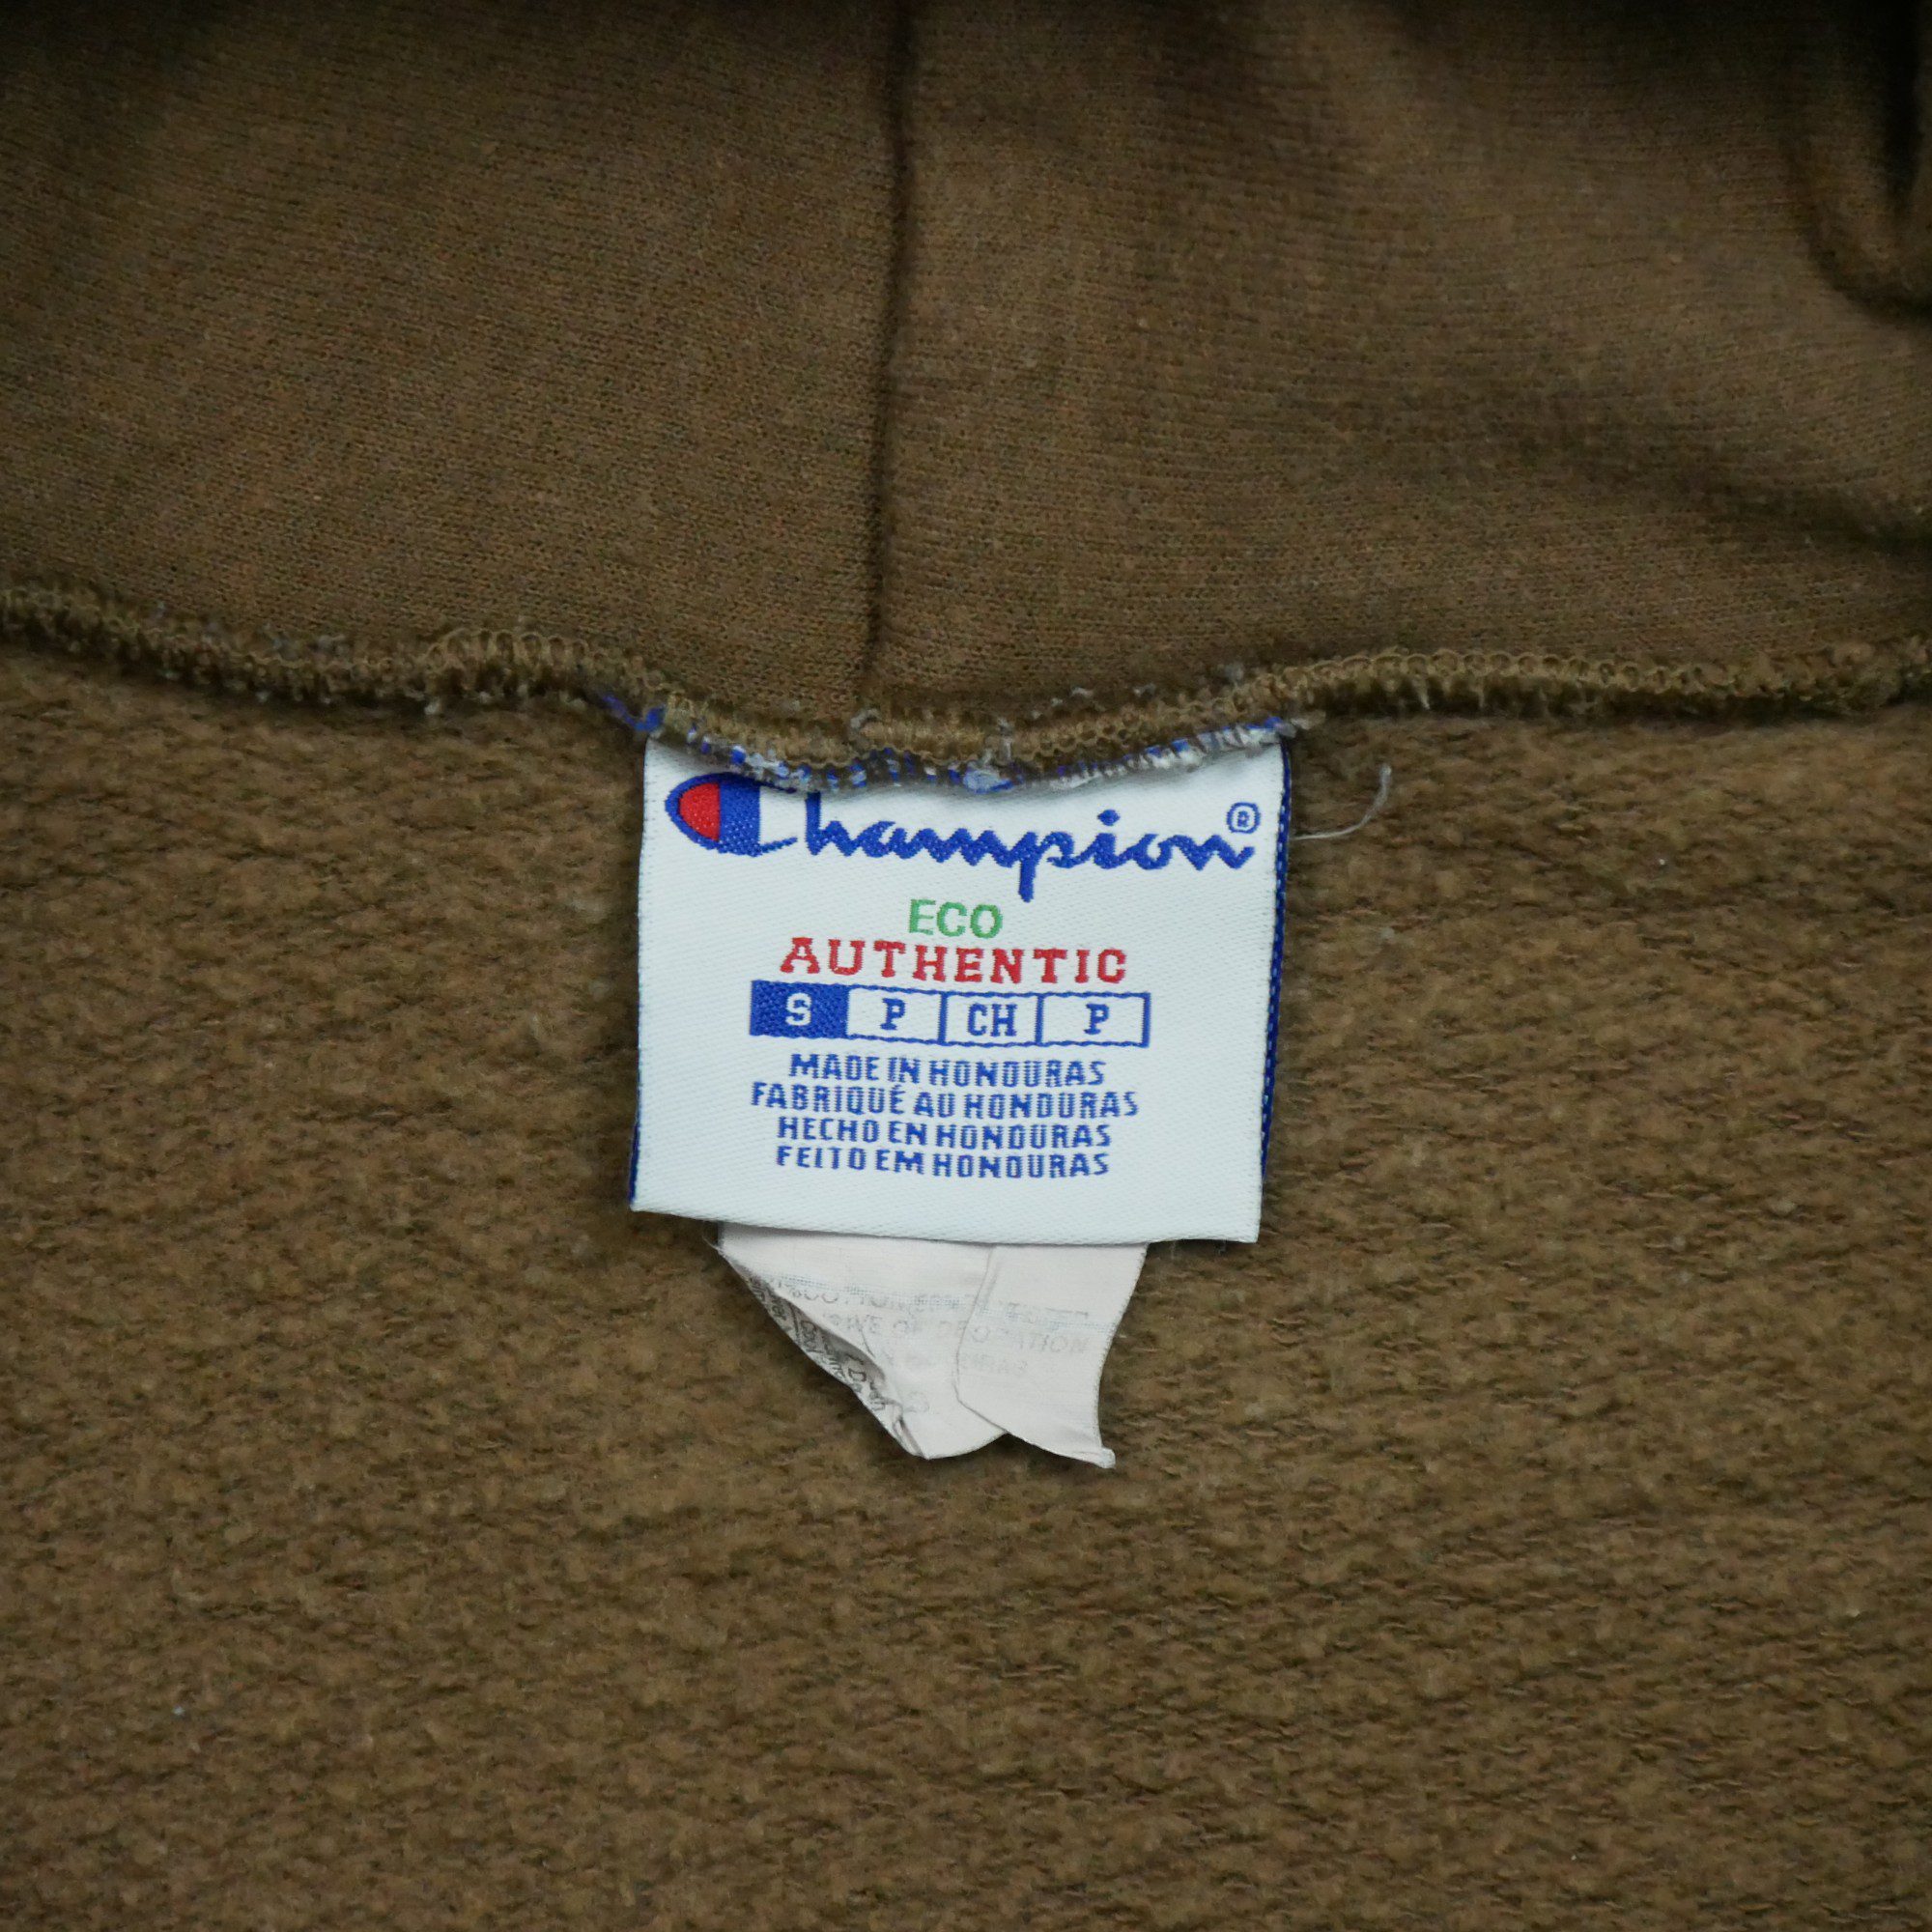 Champion®
ECO
AUTHENTIC
S P CH P
MADE IN HONDURAS
FABRIQUÉ AU HONDURAS
HECHO EN HONDURAS
FEITO EM HONDURAS